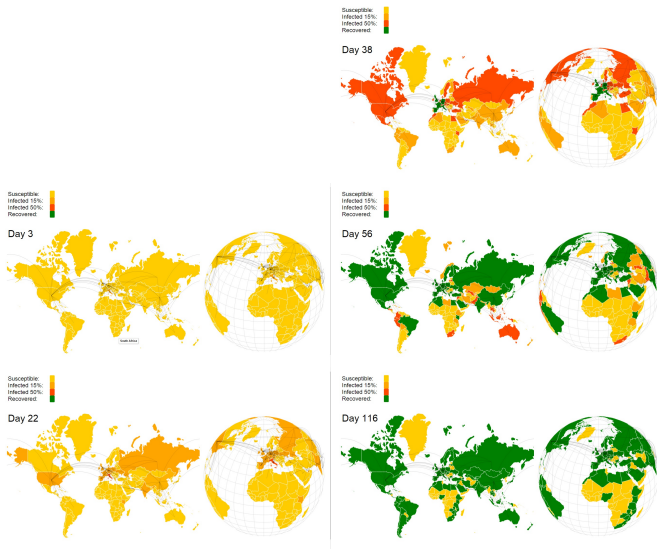 Susceptible:
Infected 15%:
Infected 50%:
Recovered:
Day 38
Susceptible:
Infected 15%:
Infected 50%:
Recovered:
Day 3
South Africa
Susceptible:
Infected 15%:
Infected 50%:
Recovered:
Day 56
Susceptible:
Infected 15%:
Infected 50%:
Recovered:
Day 22
Susceptible:
Infected 15%:
Infected 50%:
Recovered:
Day 116